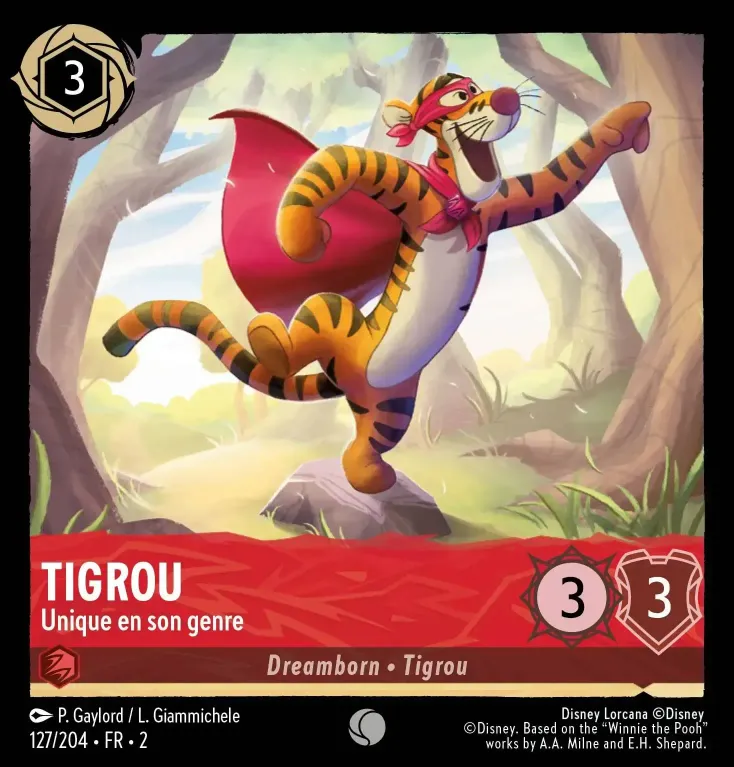 3
TIGROU
Unique en son genre
3
3
Dreamborn • Tigrou
P. Gaylord / L. Giammichele
127/204 • FR • 2
Disney Lorcana ©Disney
©Disney. Based on the “Winnie the Pooh”
works by A.A. Milne and E.H. Shepard.